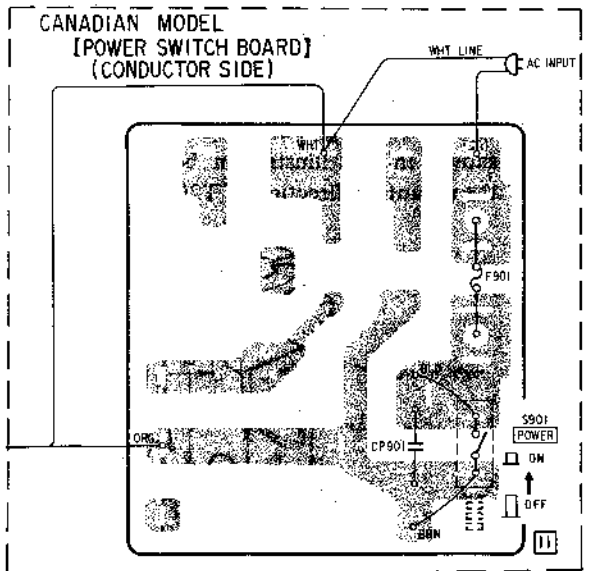 CANADIAN MODEL
[POWER SWITCH BOARD]
(CONDUCTOR SIDE)
WHT LINE
AC INPUT
WHT
F901
ORG
CP901
S901
POWER
ON
OFF
BRN
11